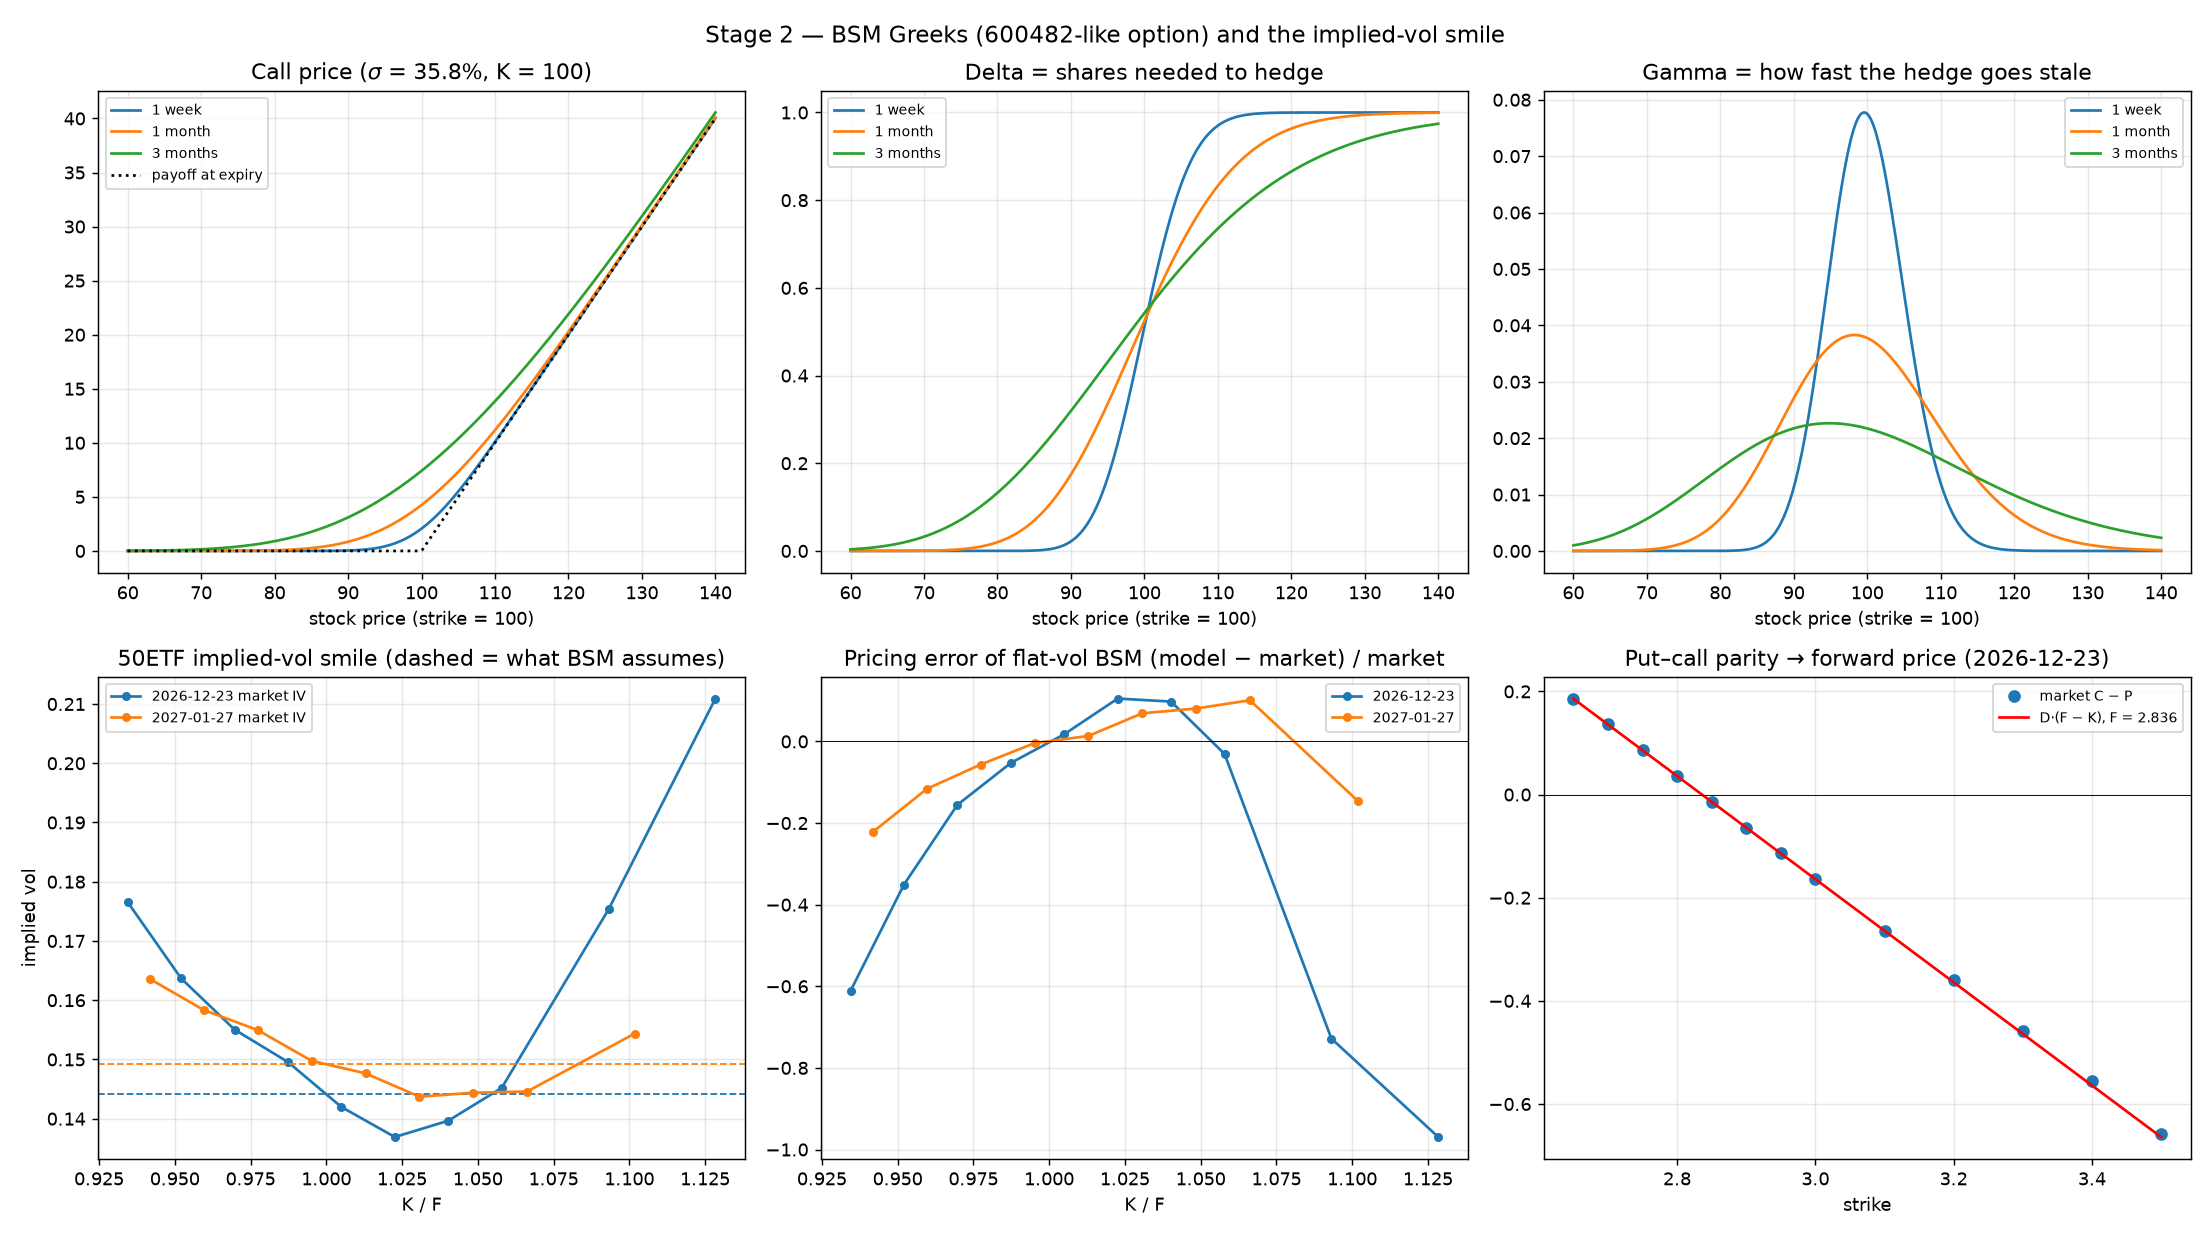 Stage 2 — BSM Greeks (600482-like option) and the implied-vol smile
Call price (σ = 35.8%, K = 100)
1 week
1 month
3 months
payoff at expiry
40
35
30
25
20
15
10
5
0
60 70 80 90 100 110 120 130 140
stock price (strike = 100)
Delta = shares needed to hedge
1 week
1 month
3 months
1.0
0.8
0.6
0.4
0.2
0.0
60 70 80 90 100 110 120 130 140
stock price (strike = 100)
Gamma = how fast the hedge goes stale
1 week
1 month
3 months
0.08
0.07
0.06
0.05
0.04
0.03
0.02
0.01
0.00
60 70 80 90 100 110 120 130 140
stock price (strike = 100)
50ETF implied-vol smile (dashed = what BSM assumes)
2026-12-23 market IV
2027-01-27 market IV
implied vol
0.21
0.20
0.19
0.18
0.17
0.16
0.15
0.14
0.925 0.950 0.975 1.000 1.025 1.050 1.075 1.100 1.125
K / F
Pricing error of flat-vol BSM (model − market) / market
2026-12-23
2027-01-27
0.0
−0.2
−0.4
−0.6
−0.8
−1.0
0.925 0.950 0.975 1.000 1.025 1.050 1.075 1.100 1.125
K / F
Put–call parity → forward price (2026-12-23)
market C − P
D·(F − K), F = 2.836
0.2
0.0
−0.2
−0.4
−0.6
2.8 3.0 3.2 3.4
strike